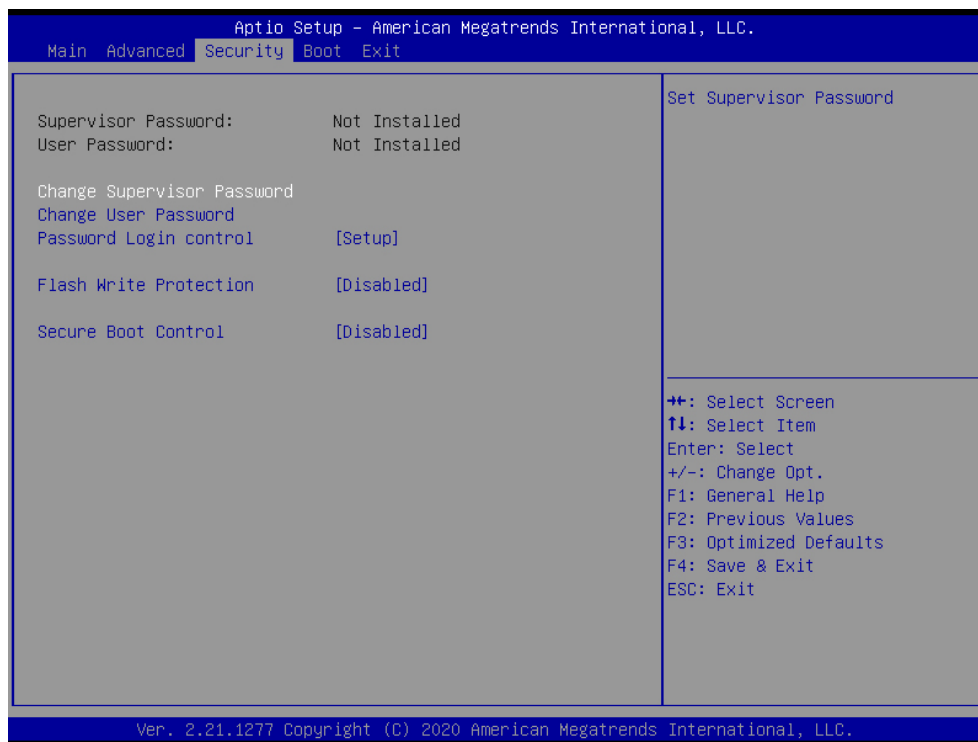 Aptio Setup – American Megatrends International, LLC.
Main Advanced Security Boot Exit
Supervisor Password: Not Installed
User Password: Not Installed
Change Supervisor Password
Change User Password
Password Login control [Setup]
Flash Write Protection [Disabled]
Secure Boot Control [Disabled]
Set Supervisor Password
→←: Select Screen
↑↓: Select Item
Enter: Select
+/-: Change Opt.
F1: General Help
F2: Previous Values
F3: Optimized Defaults
F4: Save & Exit
ESC: Exit
Ver. 2.21.1277 Copyright (C) 2020 American Megatrends International, LLC.